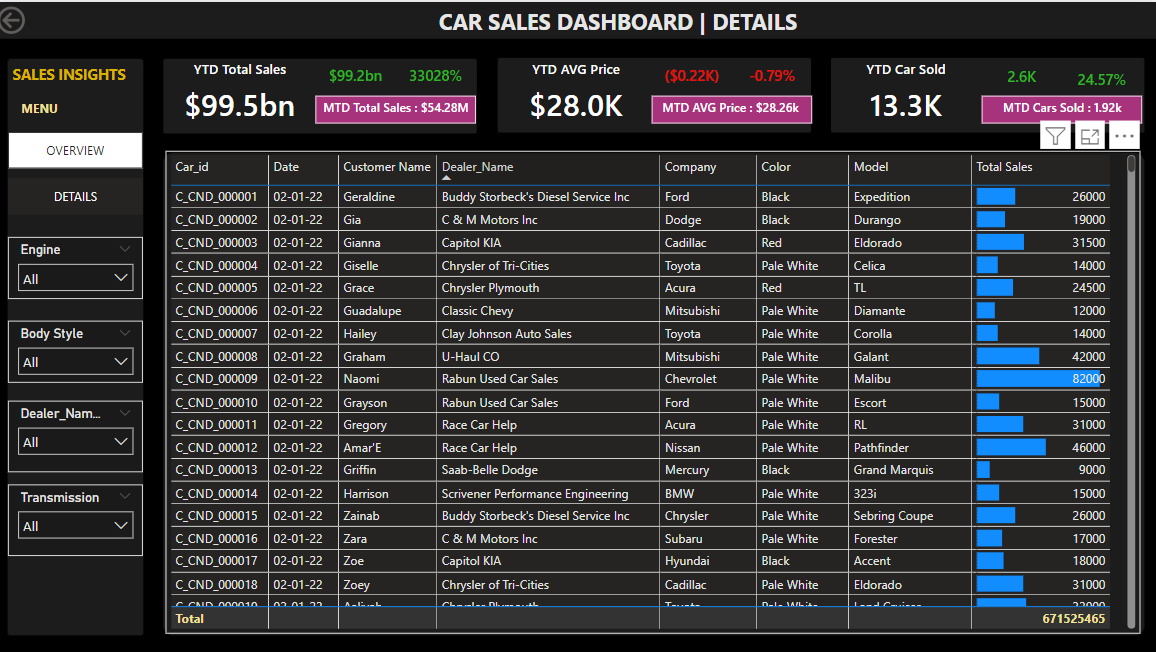 CAR SALES DASHBOARD | DETAILS
SALES INSIGHTS
MENU
OVERVIEW
DETAILS
Engine
All
Body Style
All
Dealer_Nam...
All
Transmission
All
YTD Total Sales
$99.2bn 33028%
$99.5bn
MTD Total Sales : $54.28M
YTD AVG Price
($0.22K) -0.79%
$28.0K
MTD AVG Price : $28.26k
YTD Car Sold
2.6K 24.57%
13.3K
MTD Cars Sold : 1.92k
Car_id Date Customer Name Dealer_Name Company Color Model Total Sales
C_CND_000001 02-01-22 Geraldine Buddy Storbeck's Diesel Service Inc Ford Black Expedition 26000
C_CND_000002 02-01-22 Gia C & M Motors Inc Dodge Black Durango 19000
C_CND_000003 02-01-22 Gianna Capitol KIA Cadillac Red Eldorado 31500
C_CND_000004 02-01-22 Giselle Chrysler of Tri-Cities Toyota Pale White Celica 14000
C_CND_000005 02-01-22 Grace Chrysler Plymouth Acura Red TL 24500
C_CND_000006 02-01-22 Guadalupe Classic Chevy Mitsubishi Pale White Diamante 12000
C_CND_000007 02-01-22 Hailey Clay Johnson Auto Sales Toyota Pale White Corolla 14000
C_CND_000008 02-01-22 Graham U-Haul CO Mitsubishi Pale White Galant 42000
C_CND_000009 02-01-22 Naomi Rabun Used Car Sales Chevrolet Pale White Malibu 82000
C_CND_000010 02-01-22 Grayson Rabun Used Car Sales Ford Pale White Escort 15000
C_CND_000011 02-01-22 Gregory Race Car Help Acura Pale White RL 31000
C_CND_000012 02-01-22 Amar'E Race Car Help Nissan Pale White Pathfinder 46000
C_CND_000013 02-01-22 Griffin Saab-Belle Dodge Mercury Black Grand Marquis 9000
C_CND_000014 02-01-22 Harrison Scrivener Performance Engineering BMW Pale White 323i 15000
C_CND_000015 02-01-22 Zainab Buddy Storbeck's Diesel Service Inc Chrysler Pale White Sebring Coupe 26000
C_CND_000016 02-01-22 Zara C & M Motors Inc Subaru Pale White Forester 17000
C_CND_000017 02-01-22 Zoe Capitol KIA Hyundai Black Accent 18000
C_CND_000018 02-01-22 Zoey Chrysler of Tri-Cities Cadillac Pale White Eldorado 31000
Total 671525465